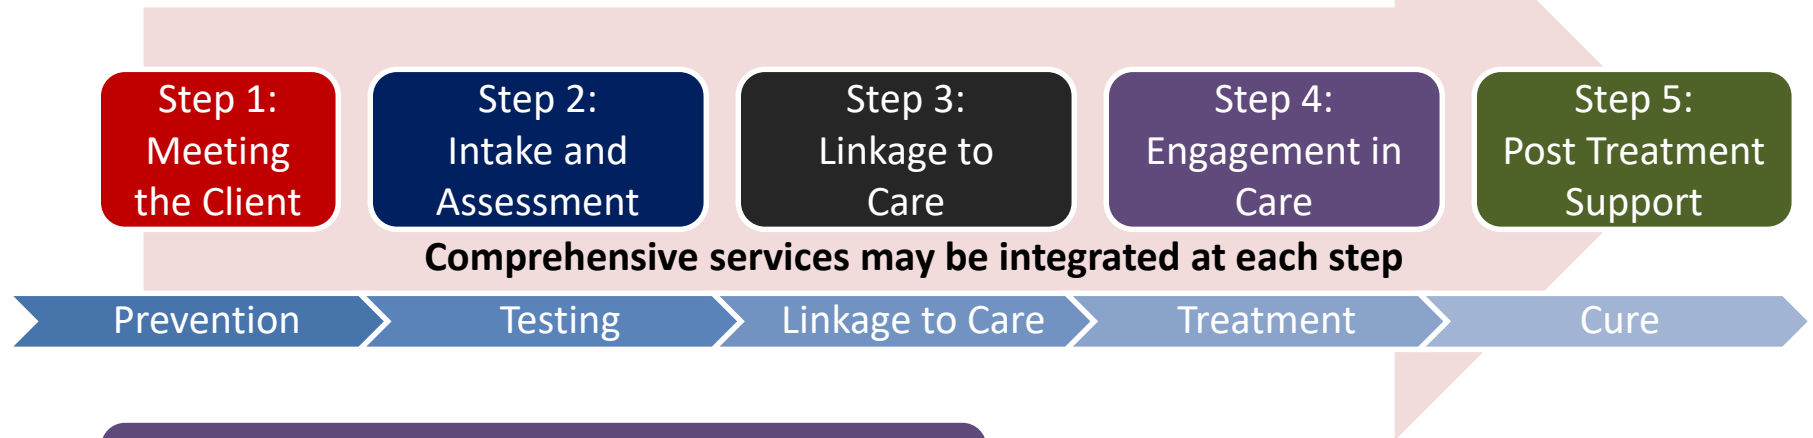 Step 1:
Meeting
the Client
Step 2:
Intake and
Assessment
Step 3:
Linkage to
Care
Step 4:
Engagement in
Care
Step 5:
Post Treatment
Support
Comprehensive services may be integrated at each step
Prevention
Testing
Linkage to Care
Treatment
Cure